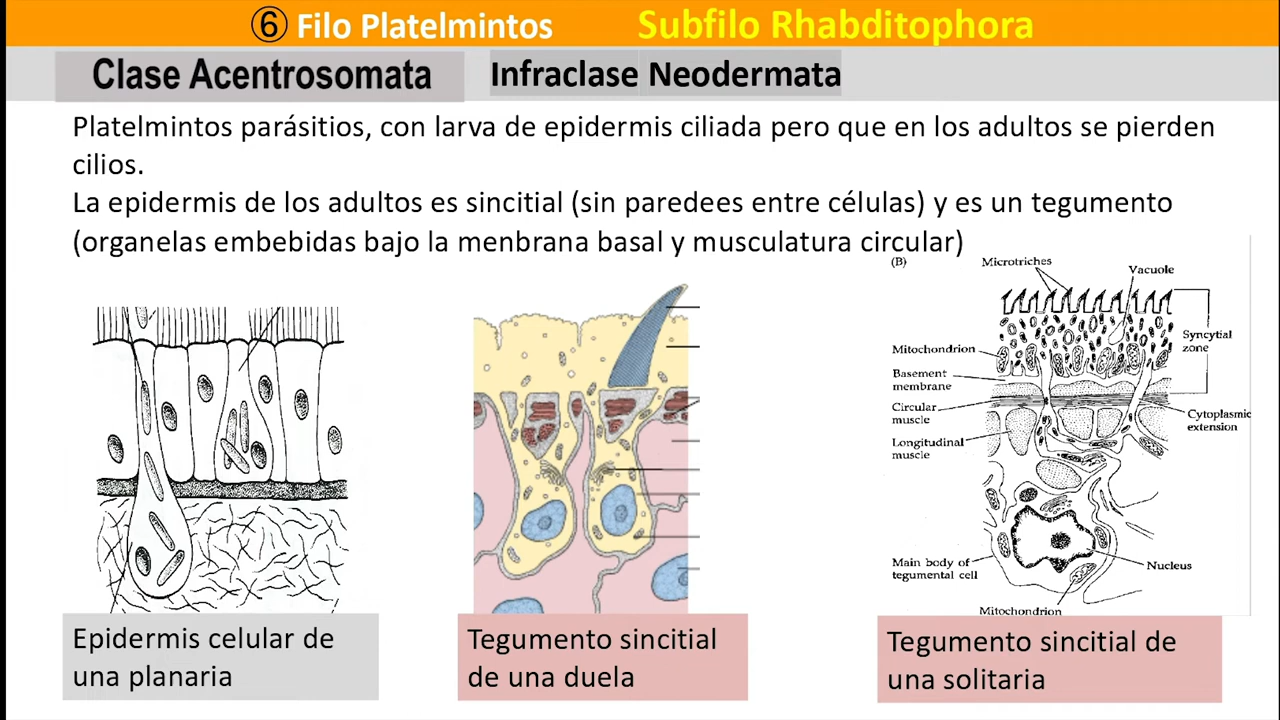 ⑥ Filo Platelmintos Subfilo Rhabditophora
Clase Acentrosomata Infraclase Neodermata
Platelmintos parásitios, con larva de epidermis ciliada pero que en los adultos se pierden
cilios.
La epidermis de los adultos es sincitial (sin paredees entre células) y es un tegumento
(organelas embebidas bajo la menbrana basal y musculatura circular)
(B)
Microtriches
Vacuole
Syncytial
zone
Mitochondrion
Basement
membrane
Circular
muscle
Cytoplasmic
extension
Longitudinal
muscle
Main body of
tegumental cell
Nucleus
Mitochondrion
Epidermis celular de
una planaria
Tegumento sincitial
de una duela
Tegumento sincitial de
una solitaria